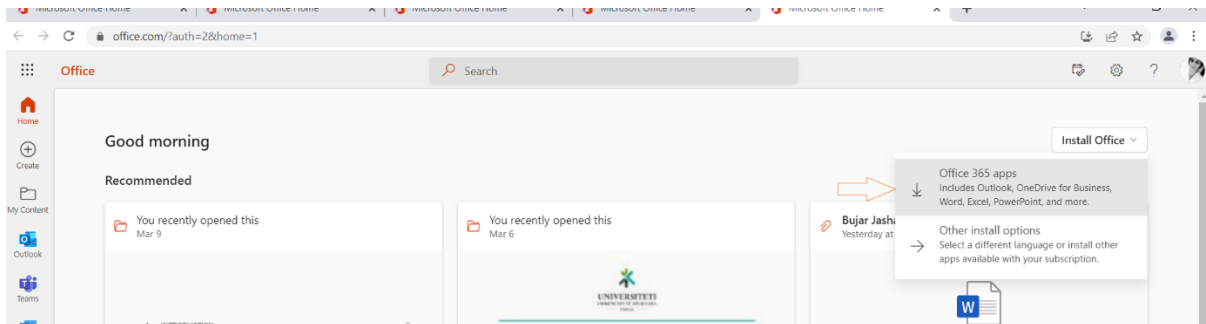 Microsoft Office Home
Microsoft Office Home
Microsoft Office Home
Microsoft Office Home
Microsoft Office Home
office.com/?auth=2&home=1
Office
Search
Home
Create
My Content
Outlook
Teams
Good morning
Install Office
Recommended
Office 365 apps
Includes Outlook, OneDrive for Business,
Word, Excel, PowerPoint, and more.
Other install options
Select a different language or install other
apps available with your subscription.
You recently opened this
Mar 9
You recently opened this
Mar 6
Bujar
Yesterday at
UNIVERSITETI
W